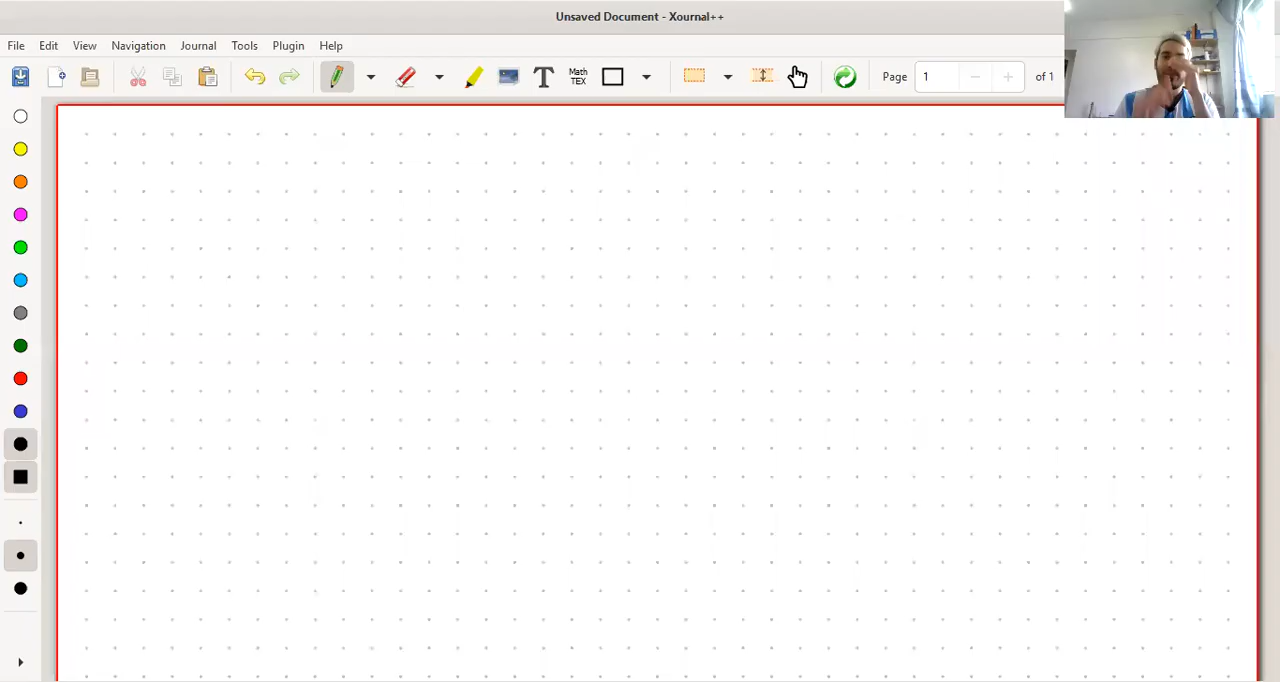 Unsaved Document - Xournal++
File Edit View Navigation Journal Tools Plugin Help
T Math TEX Page 1 − + of 1